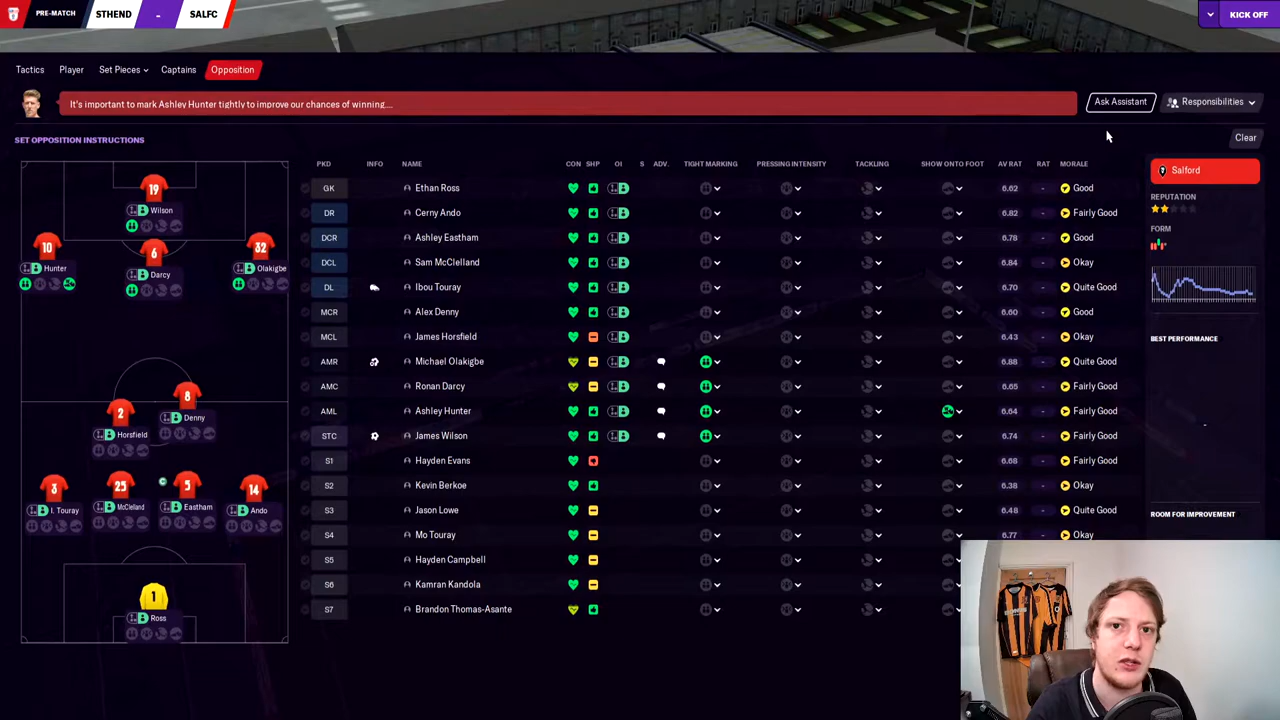 PRE-MATCH STHEND - SALFC KICK OFF
Tactics Player Set Pieces Captains Opposition
It's important to mark Ashley Hunter tightly to improve our chances of winning... Ask Assistant Responsibilities
SET OPPOSITION INSTRUCTIONS Clear
PKD INFO NAME CON SHP OI S ADV. TIGHT MARKING PRESSING INTENSITY TACKLING SHOW ONTO FOOT AV RAT RAT MORALE
GK Ethan Ross 6.62 - Good
DR Cerny Ando 6.82 - Fairly Good
DCR Ashley Eastham 6.78 - Good
DCL Sam McClelland 6.84 - Okay
DL Ibou Touray 6.70 - Quite Good
MCR Alex Denny 6.60 - Good
MCL James Horsfield 6.43 - Okay
AMR Michael Olakigbe 6.88 - Quite Good
AMC Ronan Darcy 6.65 - Fairly Good
AML Ashley Hunter 6.64 - Fairly Good
STC James Wilson 6.74 - Fairly Good
S1 Hayden Evans 6.68 - Fairly Good
S2 Kevin Berkoe 6.38 - Okay
S3 Jason Lowe 6.48 - Quite Good
S4 Mo Touray 6.77 - Okay
S5 Hayden Campbell
S6 Kamran Kandola
S7 Brandon Thomas-Asante
19
Wilson
10 6 32
Hunter Darcy Olakigbe
8
Denny
2
Horsfield
3 25 5 14
I. Touray McClelland Eastham Ando
1
Ross
Salford
REPUTATION
FORM
BEST PERFORMANCE
-
ROOM FOR IMPROVEMENT